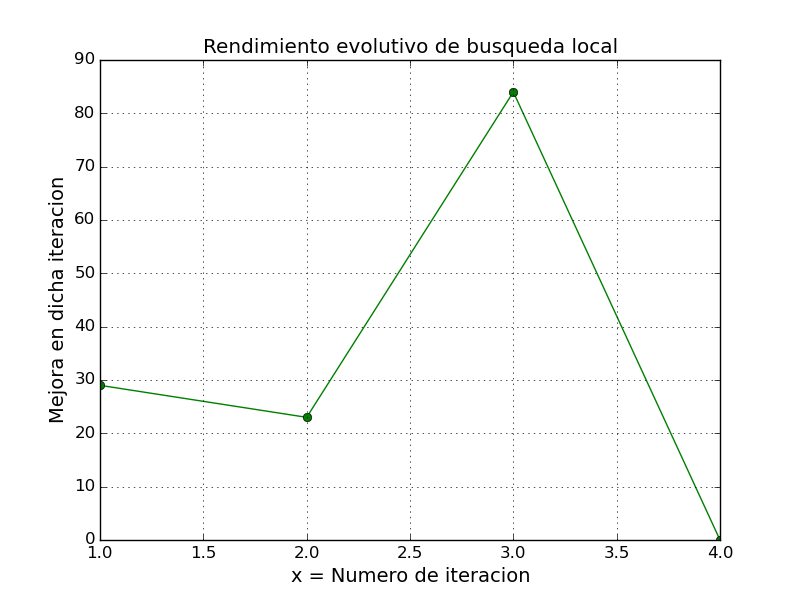 Rendimiento evolutivo de busqueda local
90
80
70
60
50
40
30
20
10
0
Mejora en dicha iteracion
1.0 1.5 2.0 2.5 3.0 3.5 4.0
x = Numero de iteracion